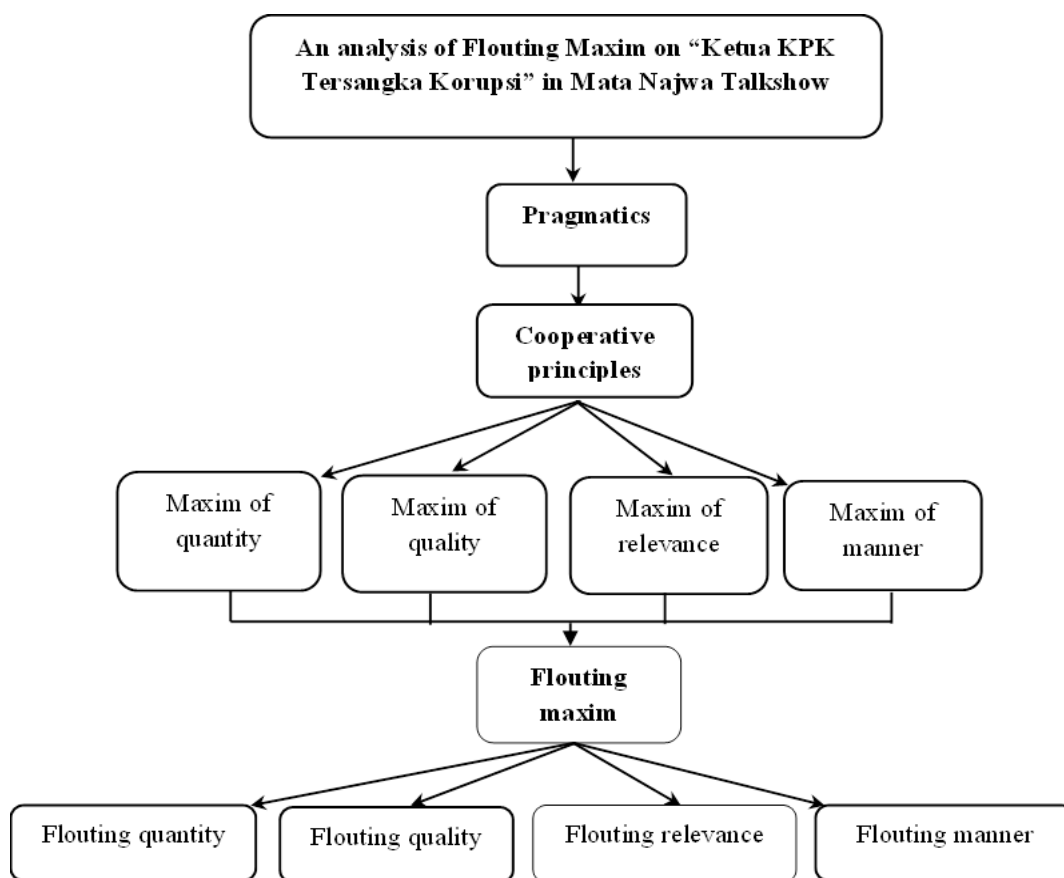 An analysis of Flouting Maxim on “Ketua KPK
Tersangka Korupsi” in Mata Najwa Talkshow
Pragmatics
Cooperative
principles
Maxim of
quantity
Maxim of
quality
Maxim of
relevance
Maxim of
manner
Flouting
maxim
Flouting quantity
Flouting quality
Flouting relevance
Flouting manner